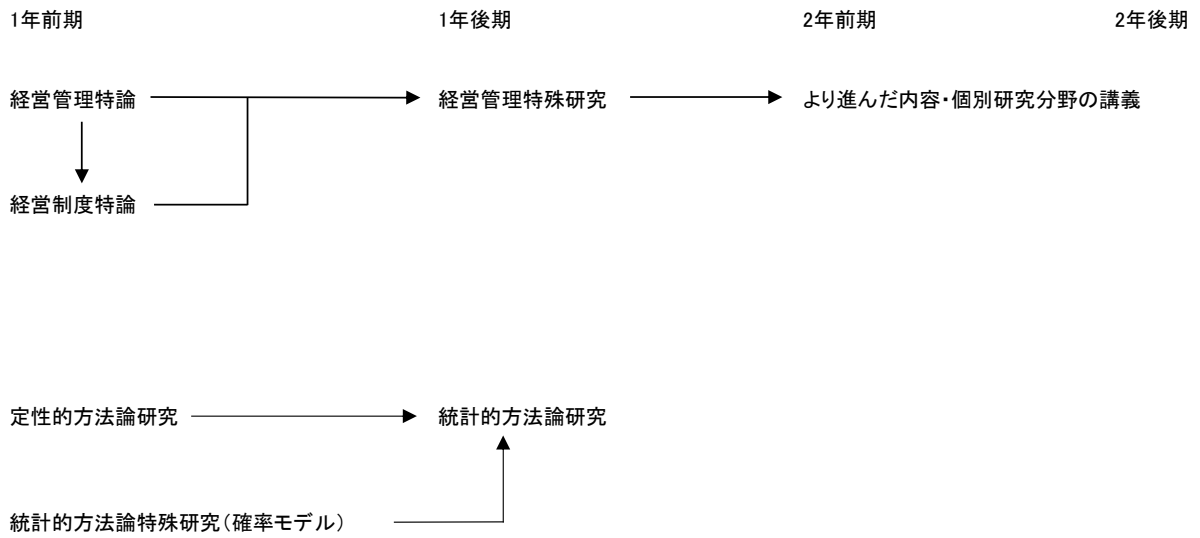 1年前期 1年後期 2年前期 2年後期
経営管理特論 経営管理特殊研究 より進んだ内容・個別研究分野の講義
経営制度特論
定性的方法論研究 統計的方法論研究
統計的方法論特殊研究(確率モデル)